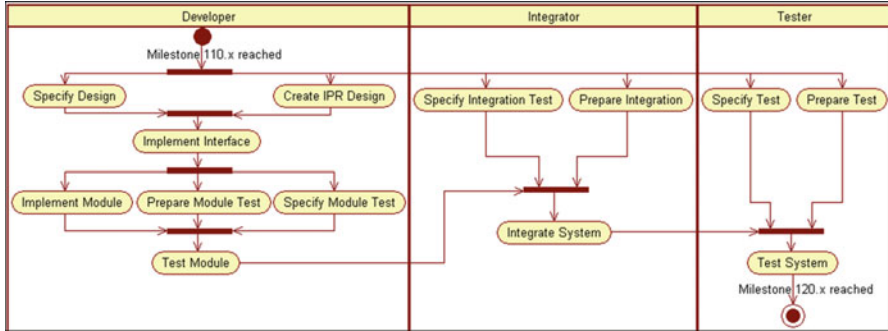 Developer Integrator Tester
Milestone 110.x reached
Specify Design Create IPR Design Specify Integration Test Prepare Integration Specify Test Prepare Test
Implement Interface
Implement Module Prepare Module Test Specify Module Test
Integrate System
Test Module Test System
Milestone 120.x reached